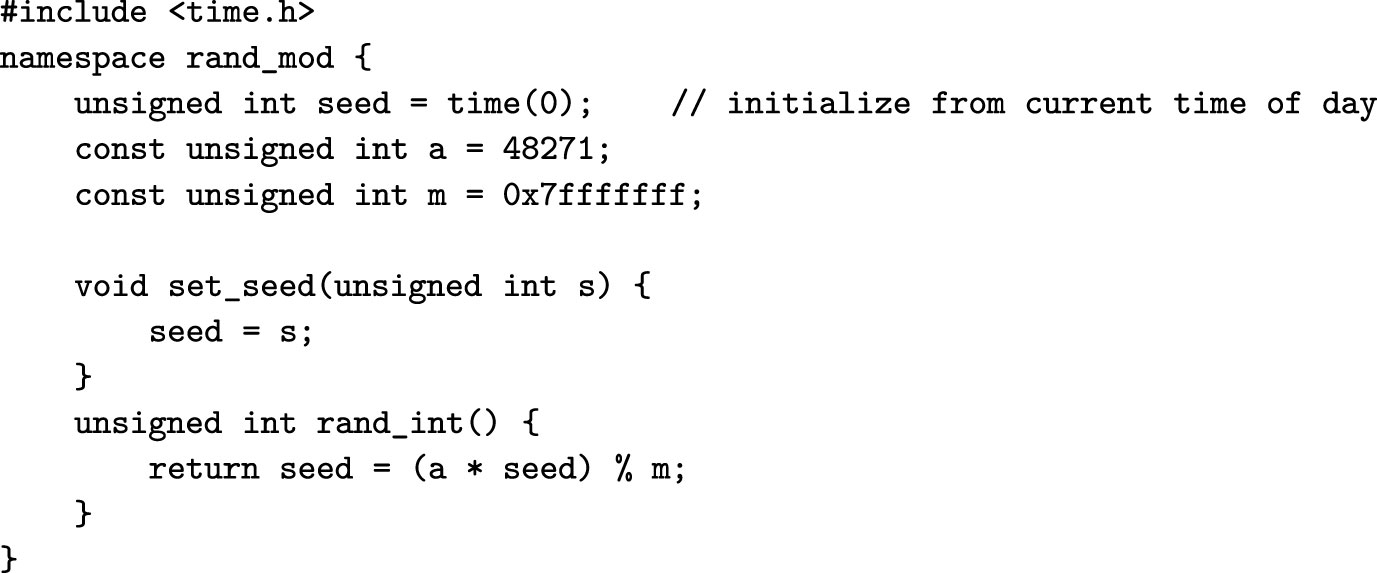 #include <time.h>
namespace rand_mod {
    unsigned int seed = time(0);    // initialize from current time of day
    const unsigned int a = 48271;
    const unsigned int m = 0x7fffffff;

    void set_seed(unsigned int s) {
        seed = s;
    }
    unsigned int rand_int() {
        return seed = (a * seed) % m;
    }
}